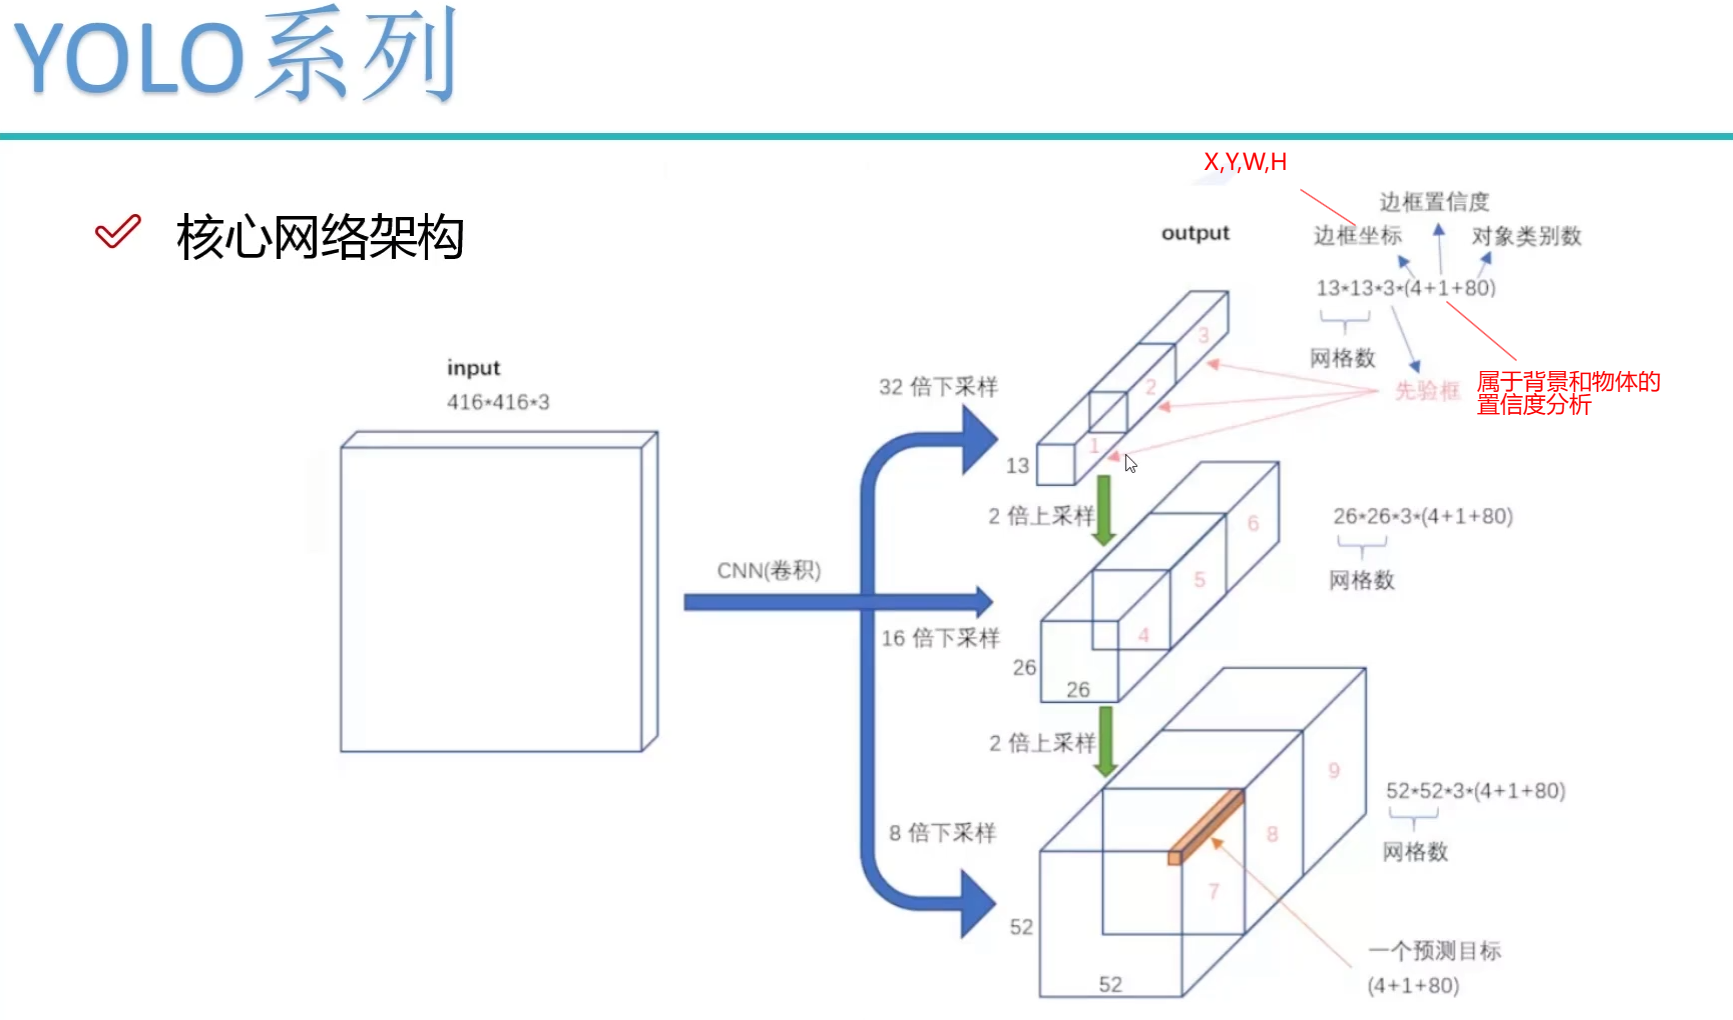 YOLO系列
核心网络架构
X,Y,W,H
边框置信度
output
边框坐标
对象类别数
13*13*3*(4+1+80)
网格数
先验框
属于背景和物体的
置信度分析
input
416*416*3
32 倍下采样
3
2
1
13
2 倍上采样
CNN(卷积)
16 倍下采样
6
5
4
26
26
26*26*3*(4+1+80)
网格数
2 倍上采样
8 倍下采样
9
8
7
52
52
52*52*3*(4+1+80)
网格数
一个预测目标
(4+1+80)